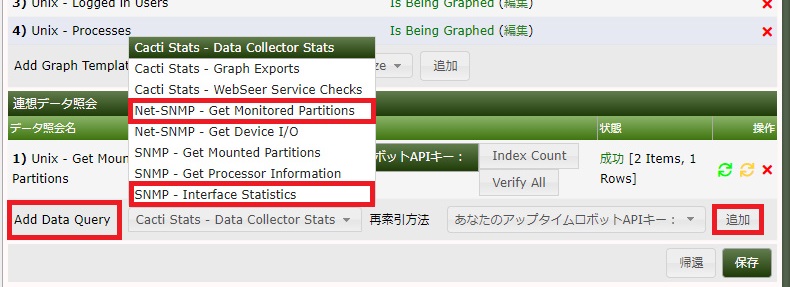 3) Unix - Logged in Users Is Being Graphed (編集)
4) Unix - Processes Is Being Graphed (編集)
Cacti Stats - Data Collector Stats
Cacti Stats - Graph Exports
Add Graph Templat ze 追加
Cacti Stats - WebSeer Service Checks
連想データ照会
Net-SNMP - Get Monitored Partitions
データ照会名 状態 操作
Net-SNMP - Get Device I/O
SNMP - Get Mounted Partitions
1) Unix - Get Moun
Partitions
ボットAPIキー： Index Count
Verify All
成功 [2 Items, 1
Rows]
SNMP - Get Processor Information
SNMP - Interface Statistics
Add Data Query Cacti Stats - Data Collector Stats 再索引方法 あなたのアップタイムロボットAPIキー： 追加
帰還 保存